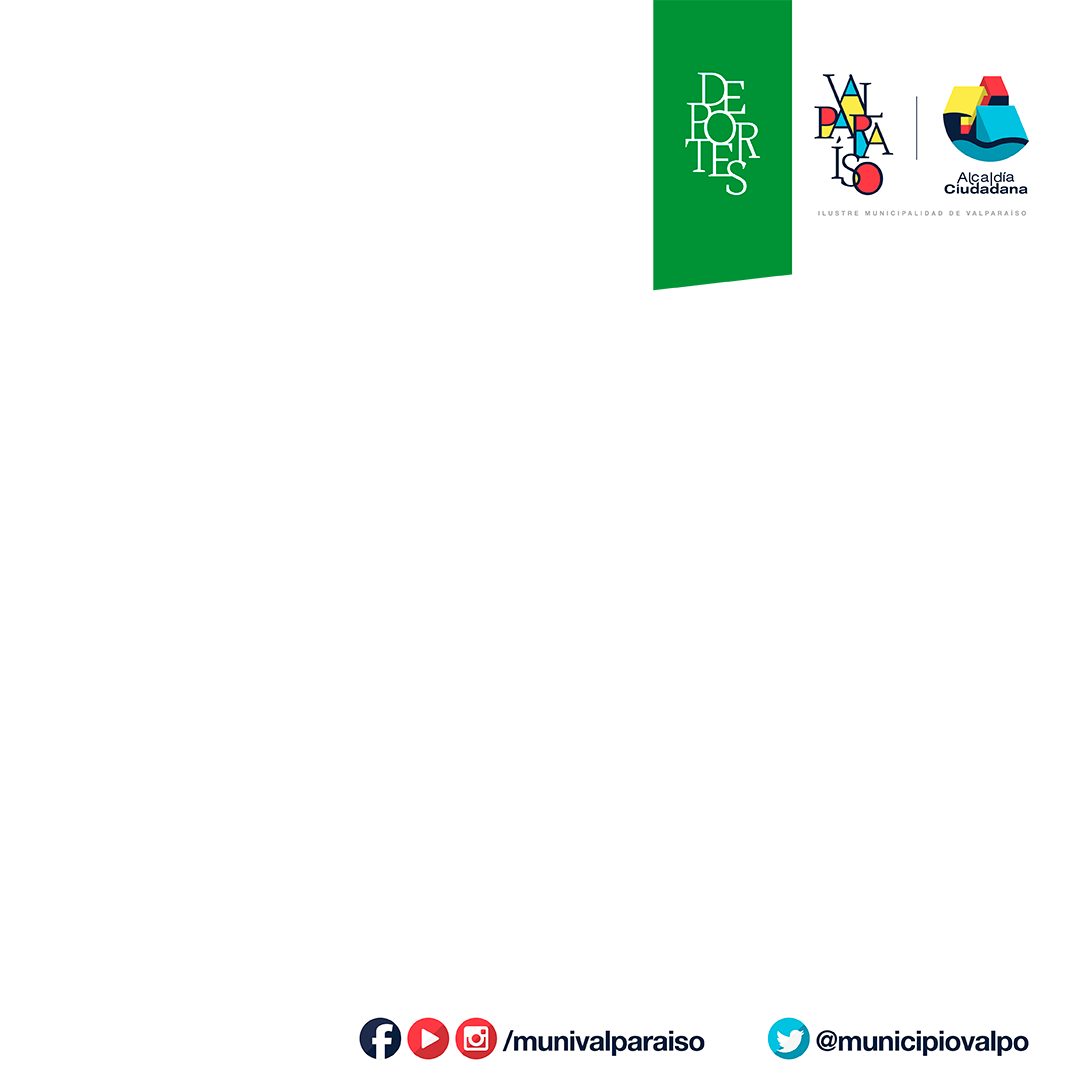 DE
POR
TES
VAL
PARA
ÍSO
Alcaldía
Ciudadana
ILUSTRE MUNICIPALIDAD DE VALPARAÍSO
/munivalparaiso
@municipiovalpo